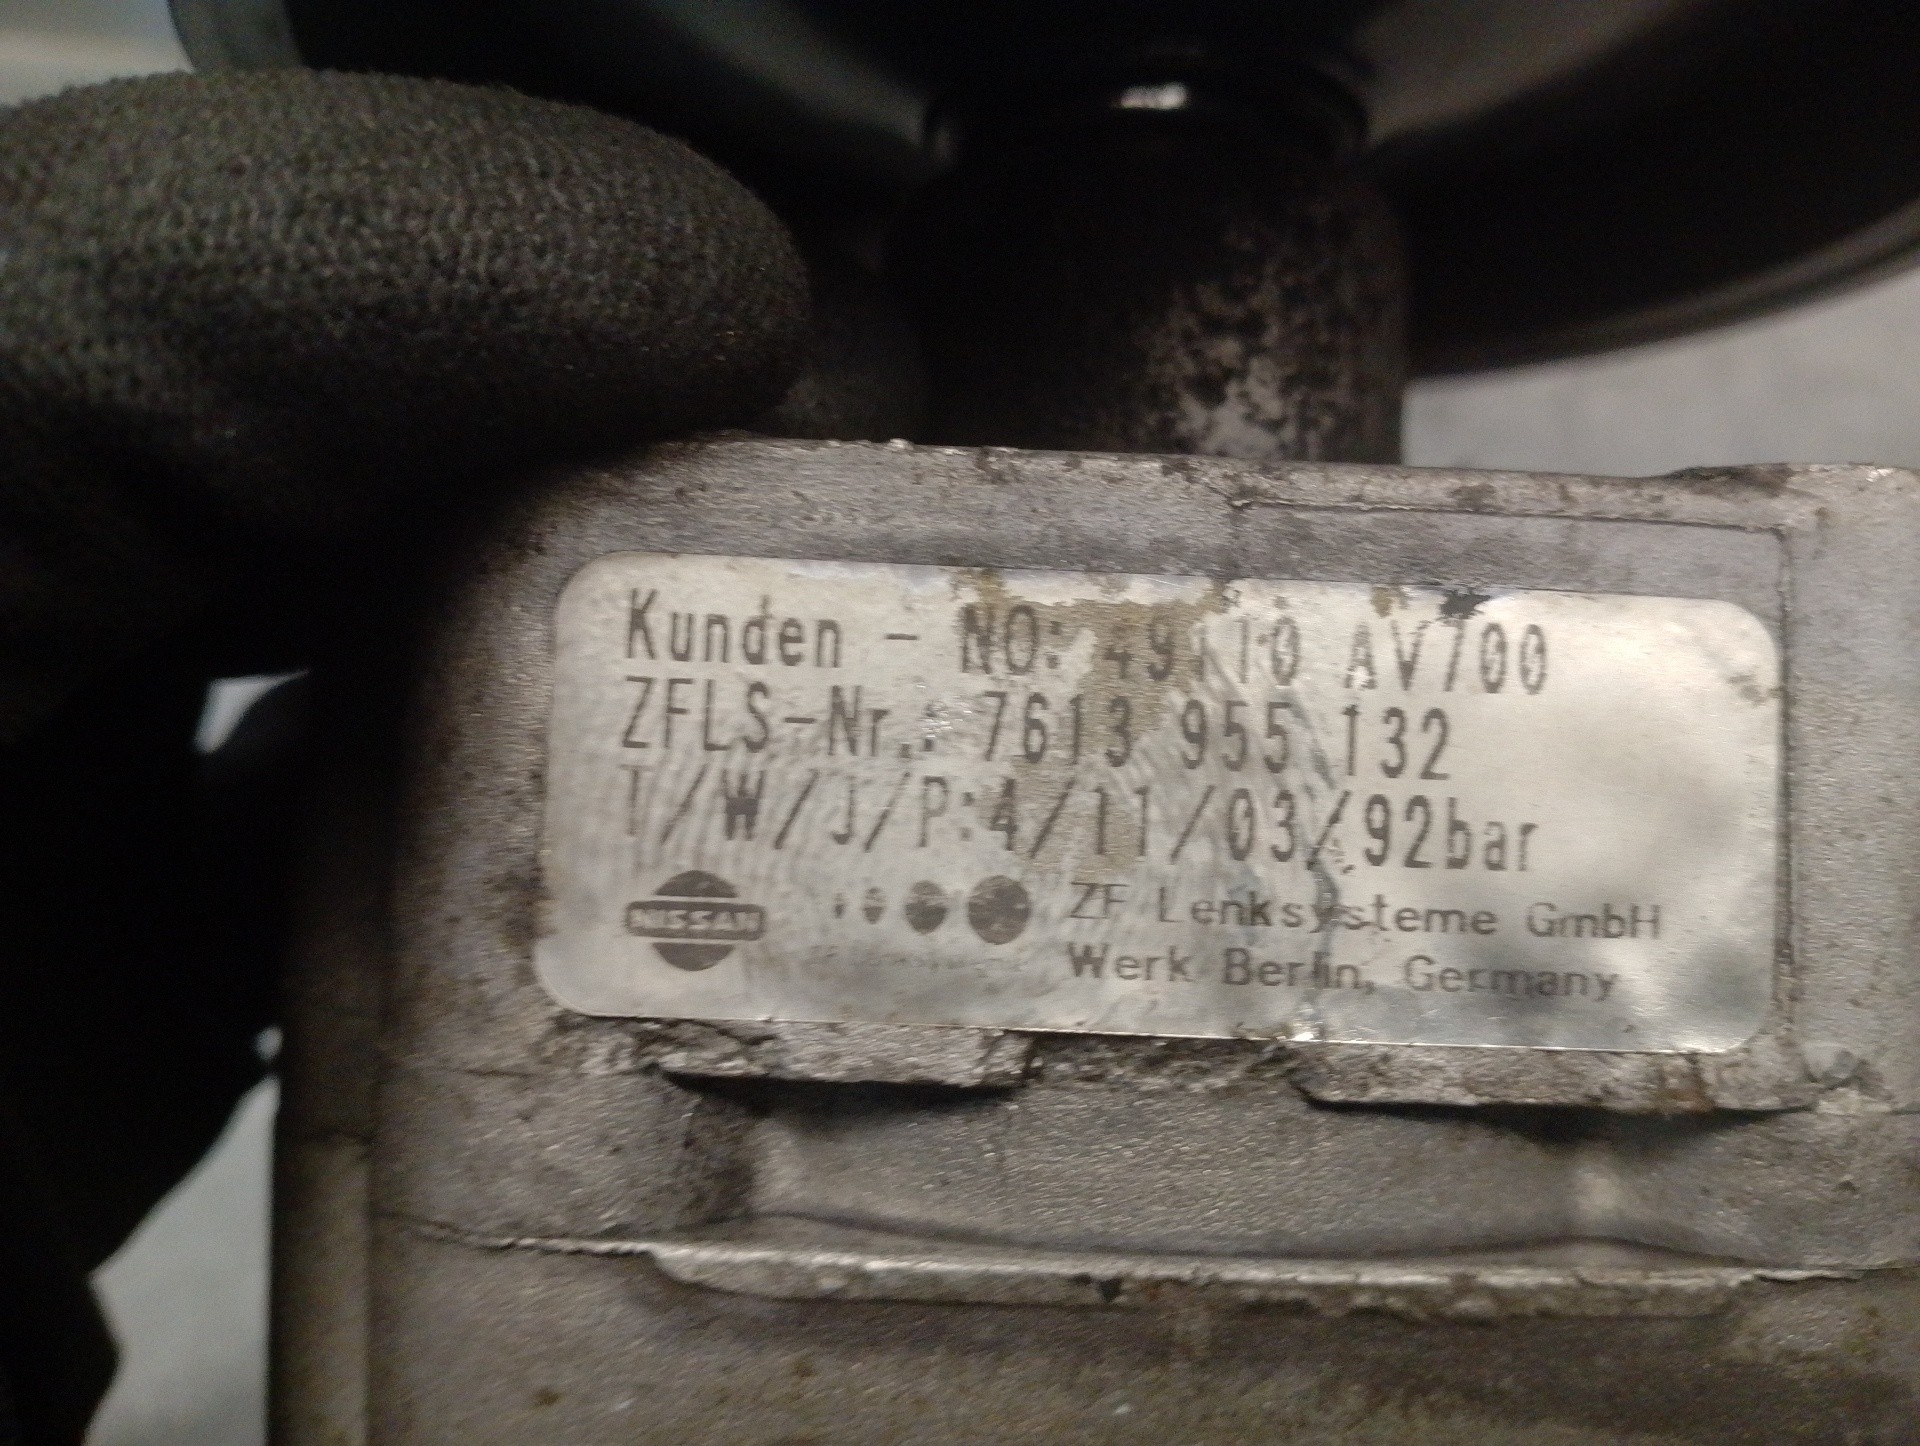 Kunden - NO: 49110 AV700
ZFLS-Nr.: 7613 955 132
T/W/J/P:4/11/03/92bar
NISSAN
ZF Lenksysteme GmbH
Werk Berlin, Germany